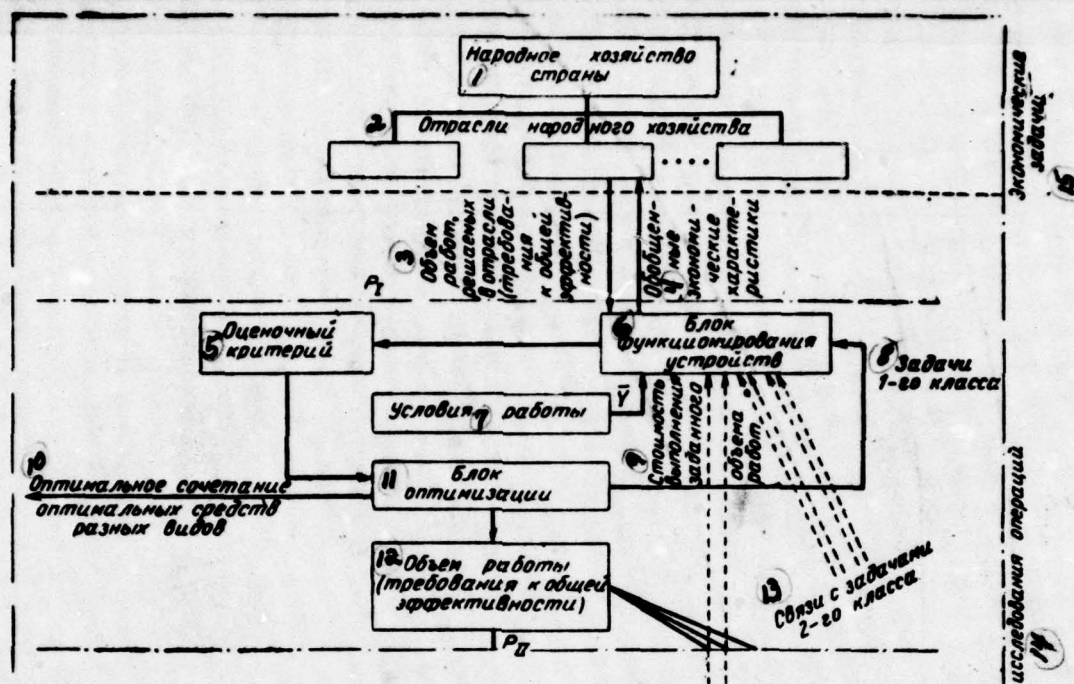 Народное хозяйство
1 страны
2 Отрасли народного хозяйства
Экономические
задачи
15
3 Объем
работ,
решаемых
в отрасли
(требова-
ния
к общей
эффектив-
ности)
Обобщен-
4 ные
экономи-
ческие
характе-
ристики
P_I
5 Оценочный
критерий
6 Блок
функционирования
устройств
8 Задачи
1-го класса
Условия 7 работы
Ȳ
9 Стоимость
выполнения
заданного
объема
работ
10
Оптимальное сочетание
оптимальных средств
разных видов
11 Блок
оптимизации
12 Объем работы
(требования к общей
эффективности)
P_II
13 Связи с задачами
2-го класса
исследования операций
14